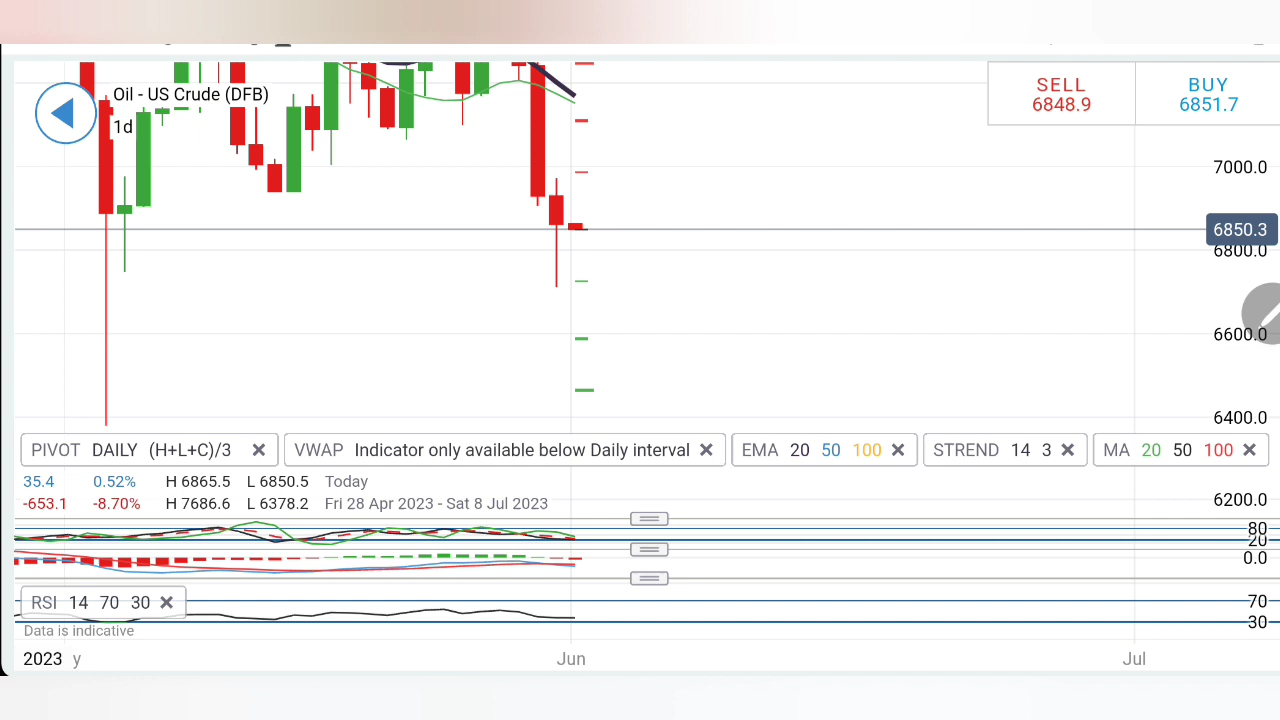 Oil - US Crude (DFB)
1d
SELL
6848.9
BUY
6851.7
7000.0
6850.3
6800.0
6600.0
6400.0
PIVOT DAILY (H+L+C)/3
VWAP Indicator only available below Daily interval
EMA 20 50 100
STREND 14 3
MA 20 50 100
35.4 0.52% H 6865.5 L 6850.5 Today
-653.1 -8.70% H 7686.6 L 6378.2 Fri 28 Apr 2023 - Sat 8 Jul 2023
6200.0
80
20
0.0
RSI 14 70 30
70
30
Data is indicative
2023 y Jun Jul